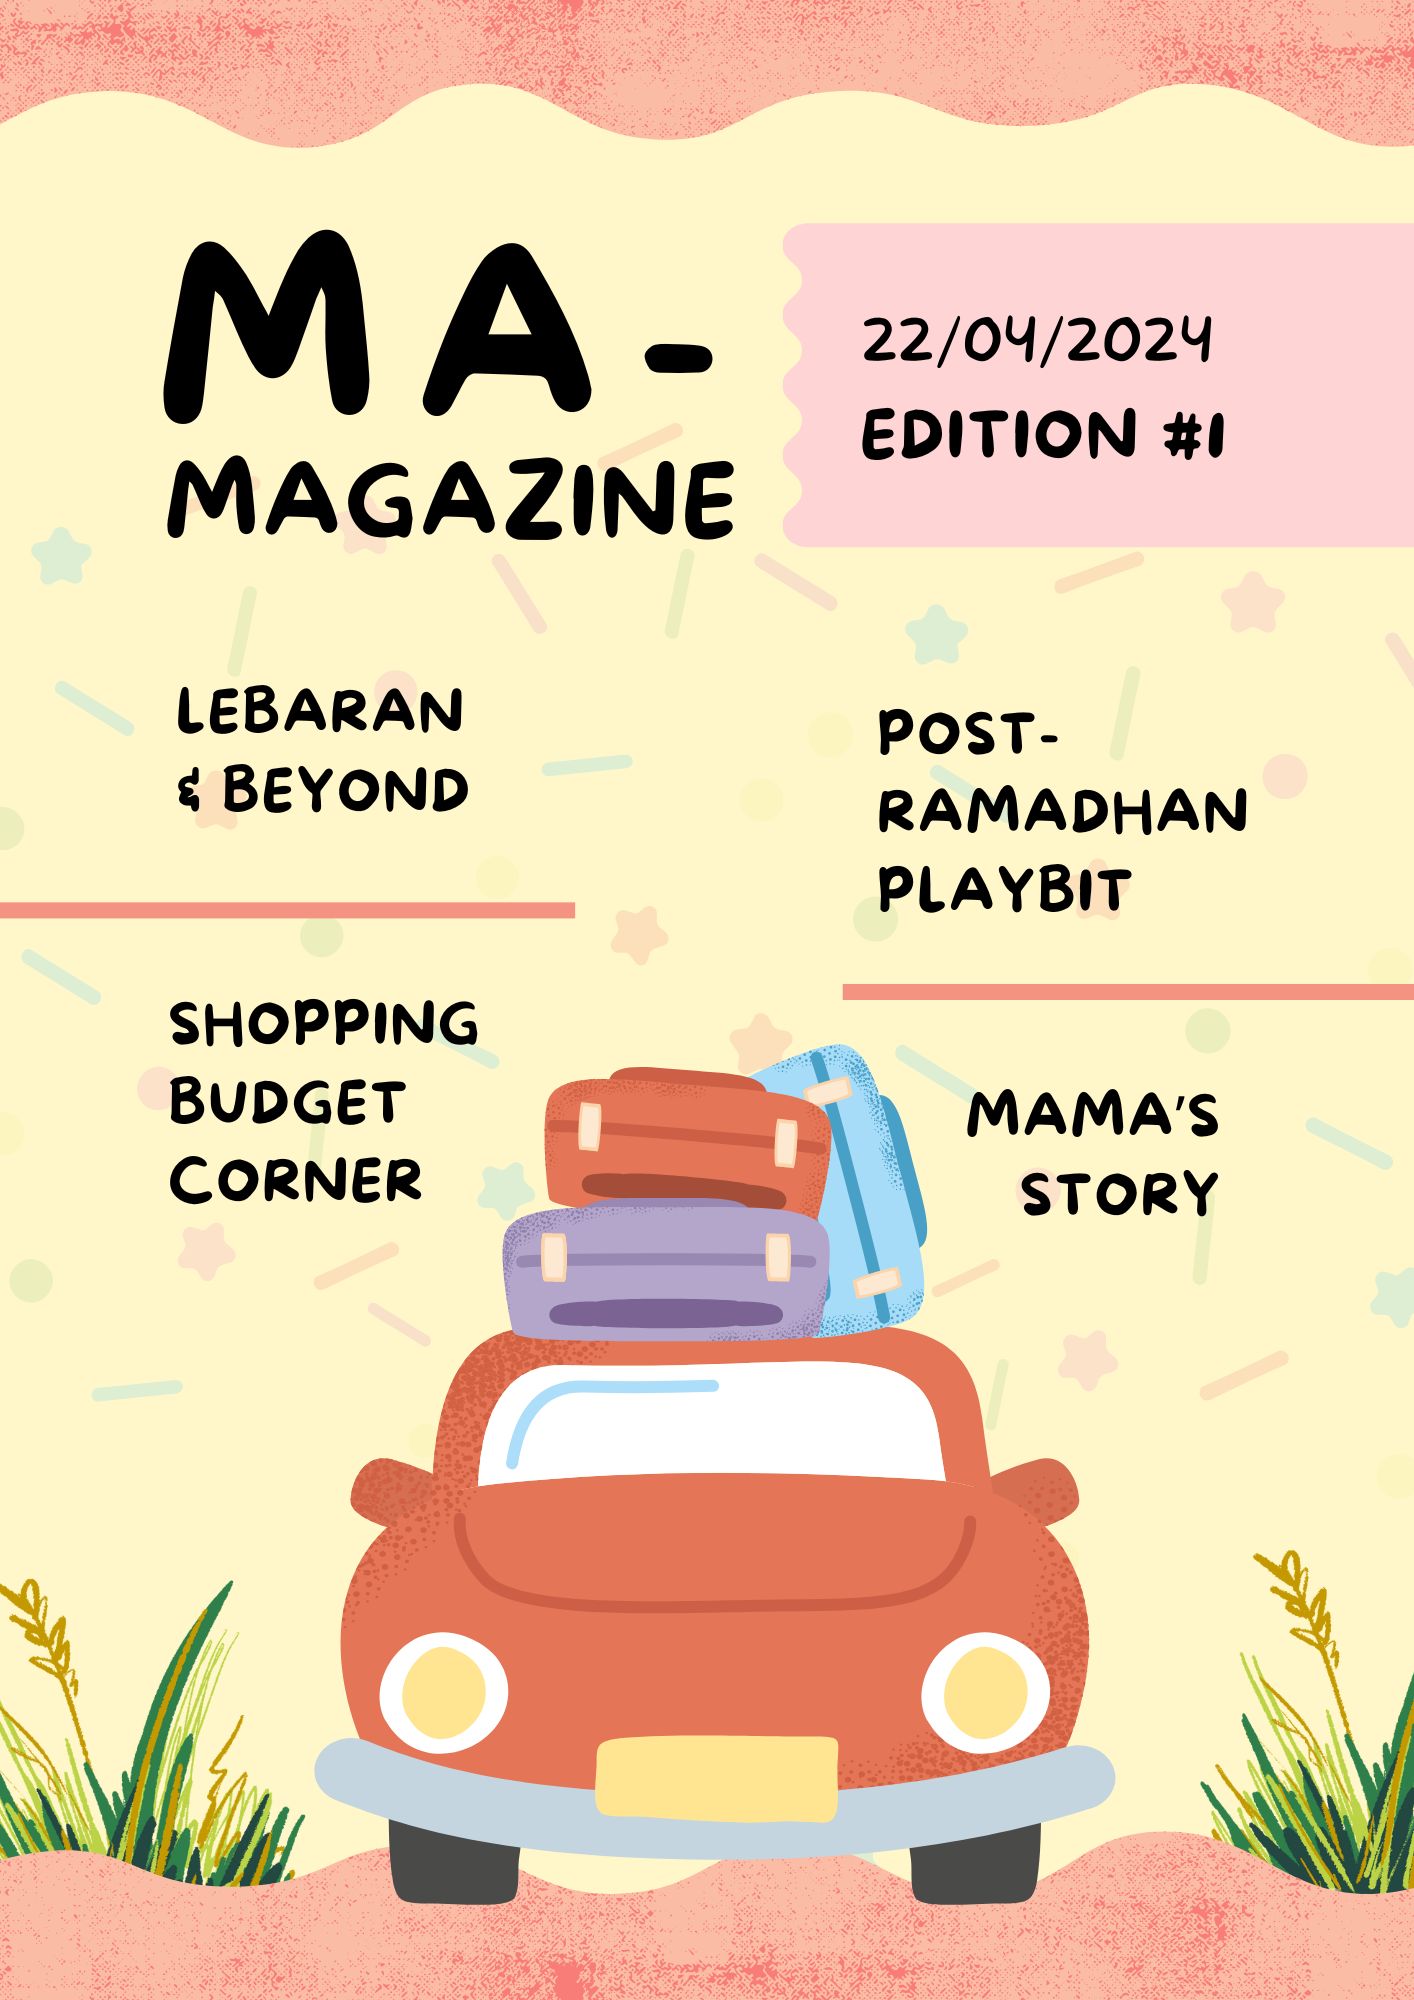 MA-
MAGAZINE
22/04/2024
EDITION #1
LEBARAN
& BEYOND
POST-
RAMADHAN
PLAYBIT
SHOPPING
BUDGET
CORNER
MAMA'S
STORY